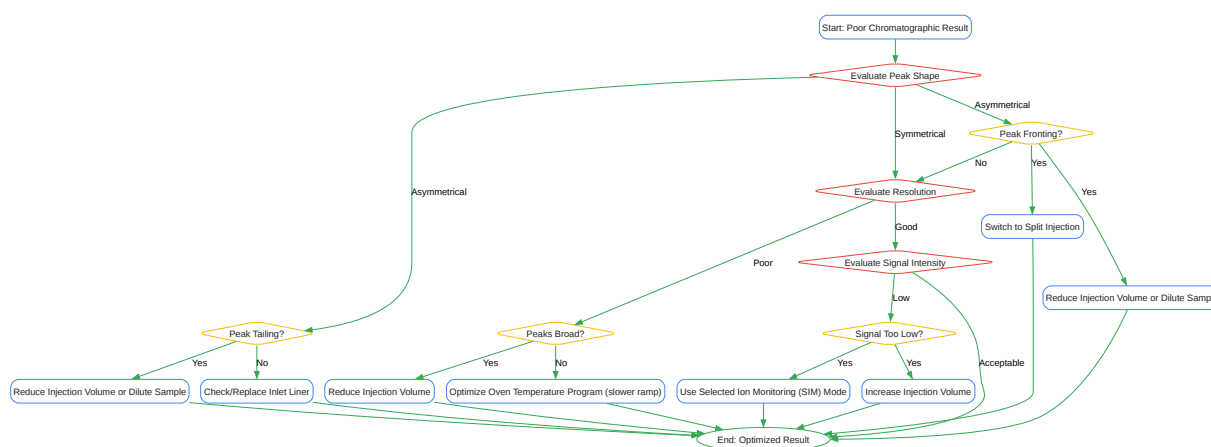 Start: Poor Chromatographic Result
Evaluate Peak Shape
Asymmetrical
Symmetrical
Peak Fronting?
No
Yes
Yes
Asymmetrical
Evaluate Resolution
Good
Switch to Split Injection
Poor
Evaluate Signal Intensity
Low
Reduce Injection Volume or Dilute Samp
Peak Tailing?
Peaks Broad?
Signal Too Low?
Yes
No
Yes
No
Yes
Yes
Acceptable
Reduce Injection Volume or Dilute Sample
Check/Replace Inlet Liner
Reduce Injection Volume
Optimize Oven Temperature Program (slower ramp)
Use Selected Ion Monitoring (SIM) Mode
Increase Injection Volume
End: Optimized Result